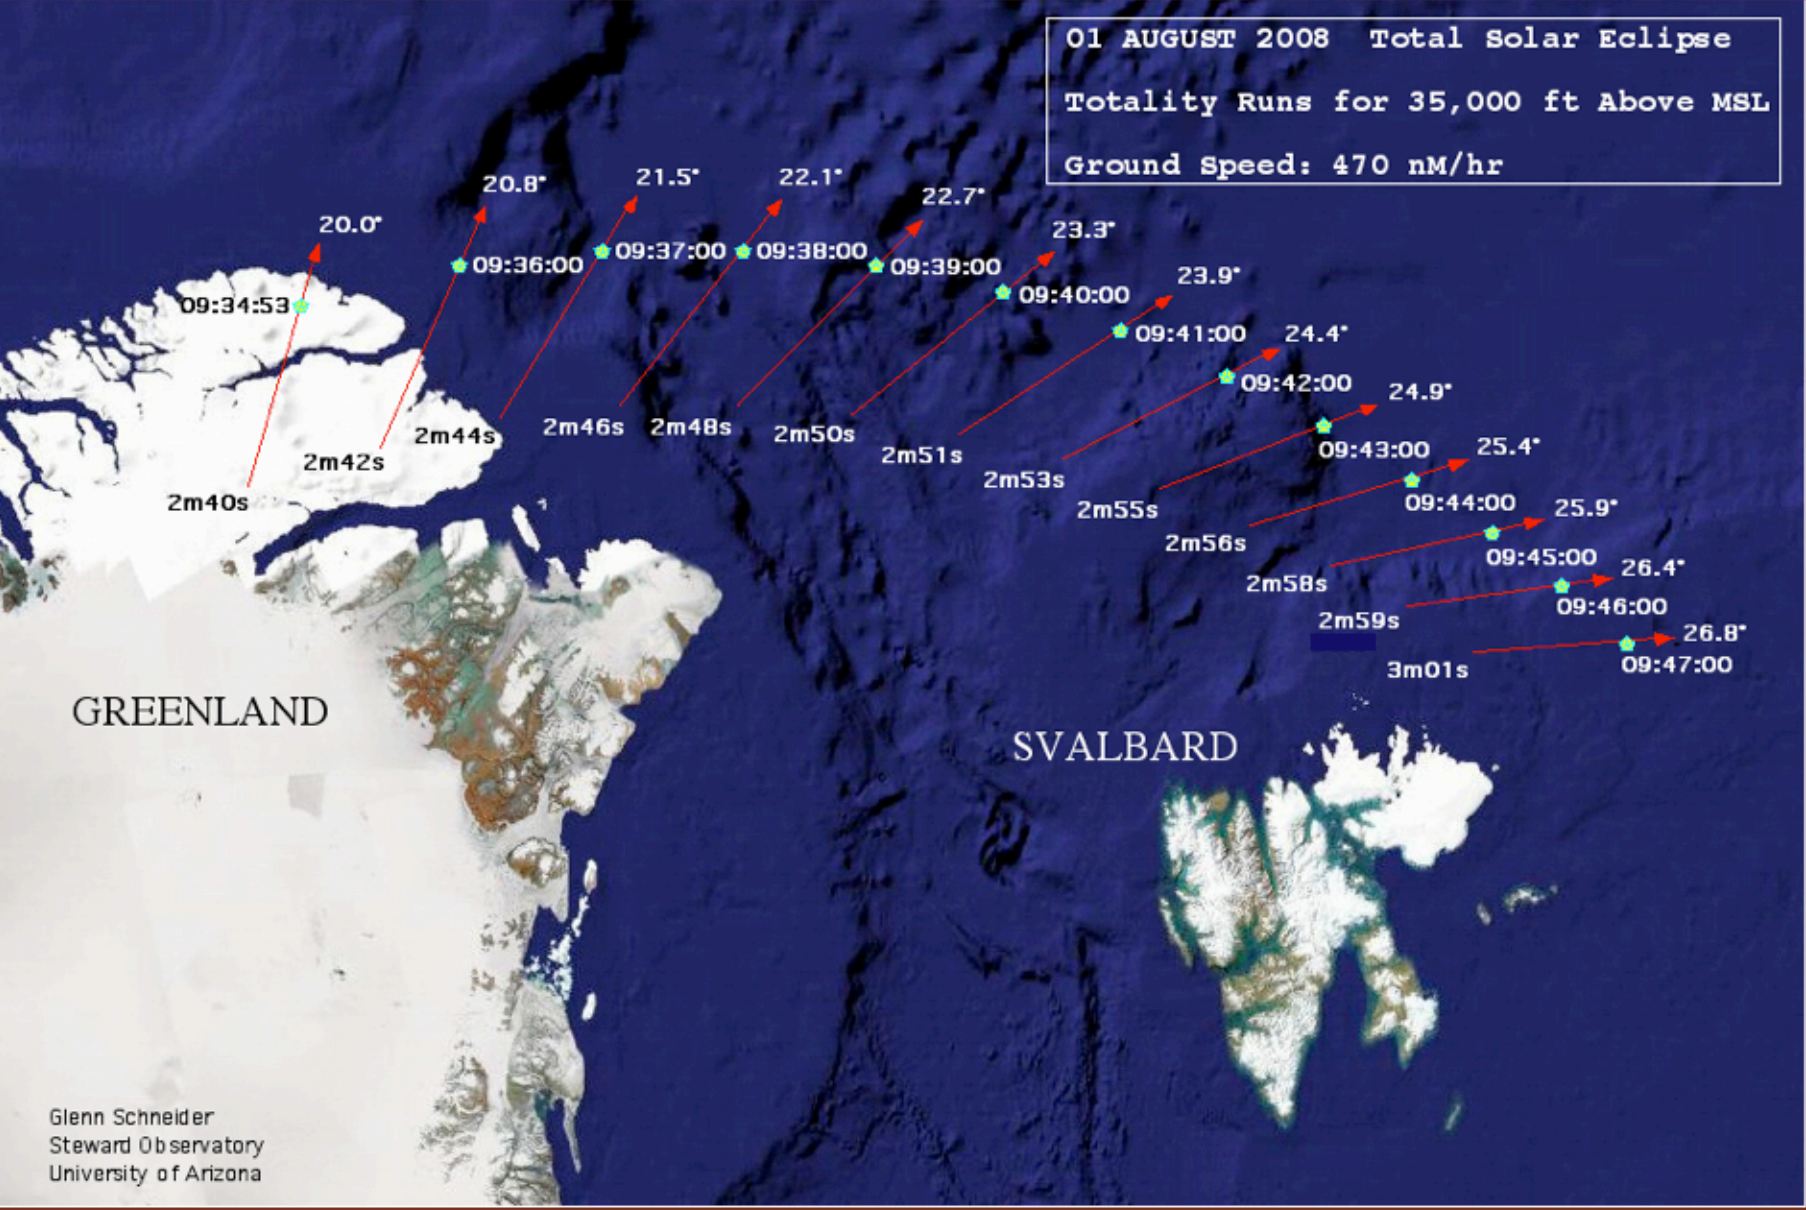 01 AUGUST 2008 Total Solar Eclipse
Totality Runs for 35,000 ft Above MSL
Ground Speed: 470 nM/hr
20.0°
09:34:53
2m40s
20.8°
09:36:00
2m42s
21.5°
09:37:00
2m44s
22.1°
09:38:00
2m46s
22.7°
09:39:00
2m48s
23.3°
09:40:00
2m50s
23.9°
09:41:00
2m51s
24.4°
09:42:00
2m53s
24.9°
09:43:00
2m55s
25.4°
09:44:00
2m56s
25.9°
09:45:00
2m58s
26.4°
09:46:00
2m59s
26.8°
09:47:00
3m01s
GREENLAND
SVALBARD
Glenn Schneider
Steward Observatory
University of Arizona